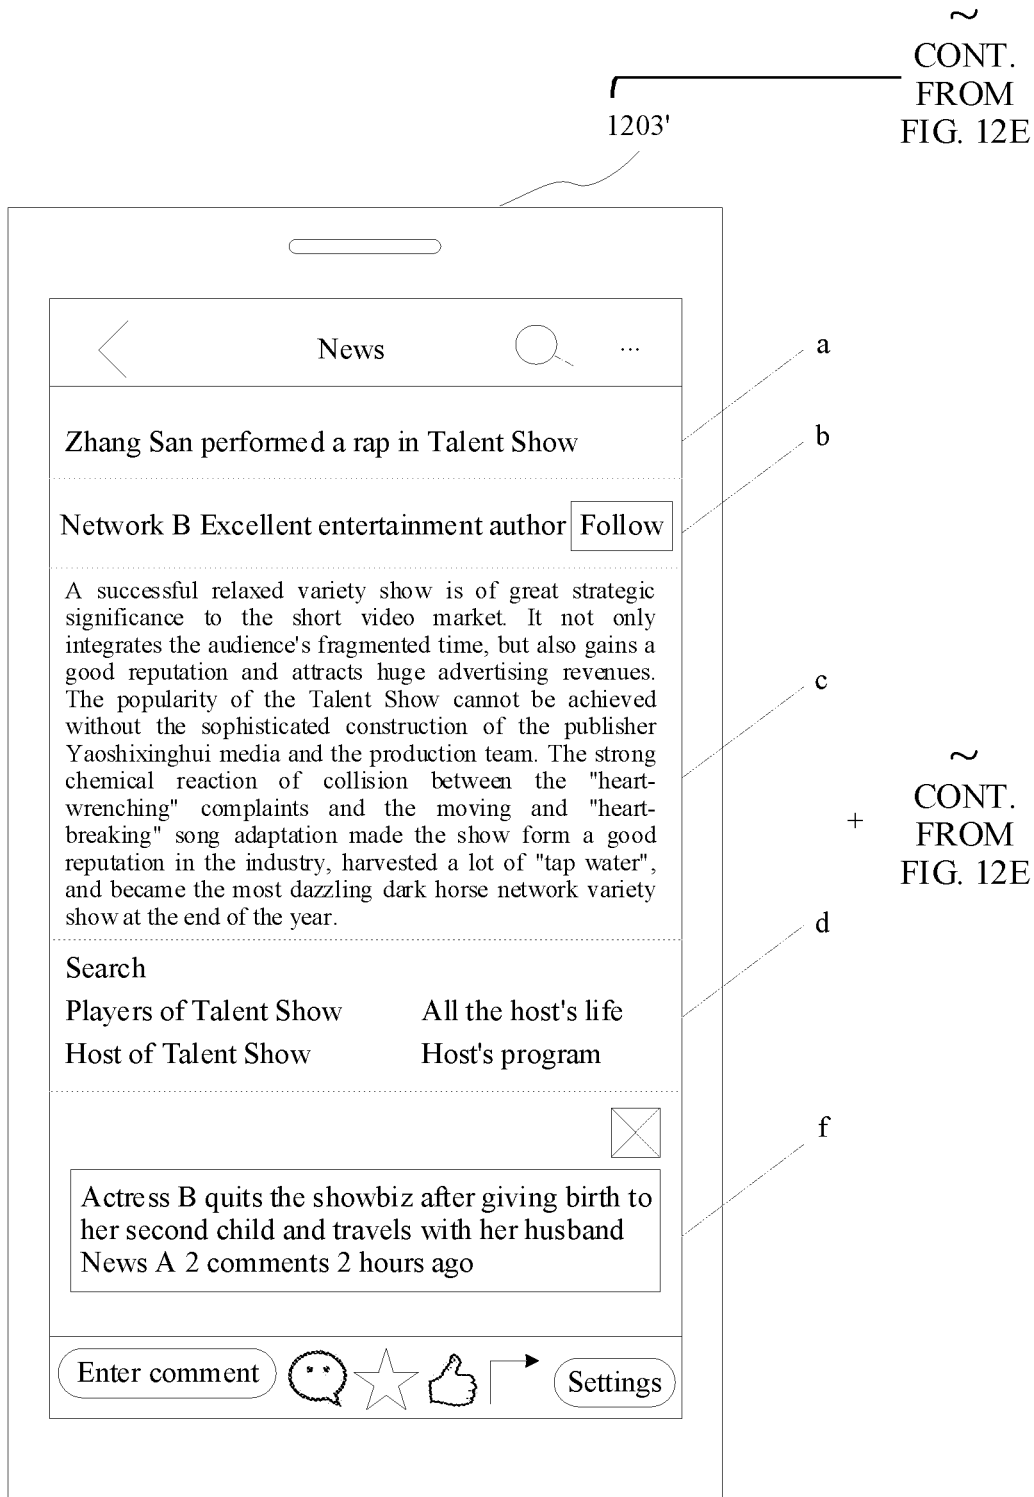 ~
CONT.
FROM
FIG. 12E
1203'
News
...
a
Zhang San performed a rap in Talent Show
b
Network B Excellent entertainment author Follow
A successful relaxed variety show is of great strategic
significance to the short video market. It not only
integrates the audience's fragmented time, but also gains a
good reputation and attracts huge advertising revenues.
The popularity of the Talent Show cannot be achieved
without the sophisticated construction of the publisher
Yaoshixinghui media and the production team. The strong
chemical reaction of collision between the "heart-
wrenching" complaints and the moving and "heart-
breaking" song adaptation made the show form a good
reputation in the industry, harvested a lot of "tap water",
and became the most dazzling dark horse network variety
show at the end of the year.
c
+
~
CONT.
FROM
FIG. 12E
d
Search
Players of Talent Show All the host's life
Host of Talent Show Host's program
f
Actress B quits the showbiz after giving birth to
her second child and travels with her husband
News A 2 comments 2 hours ago
Enter comment
Settings